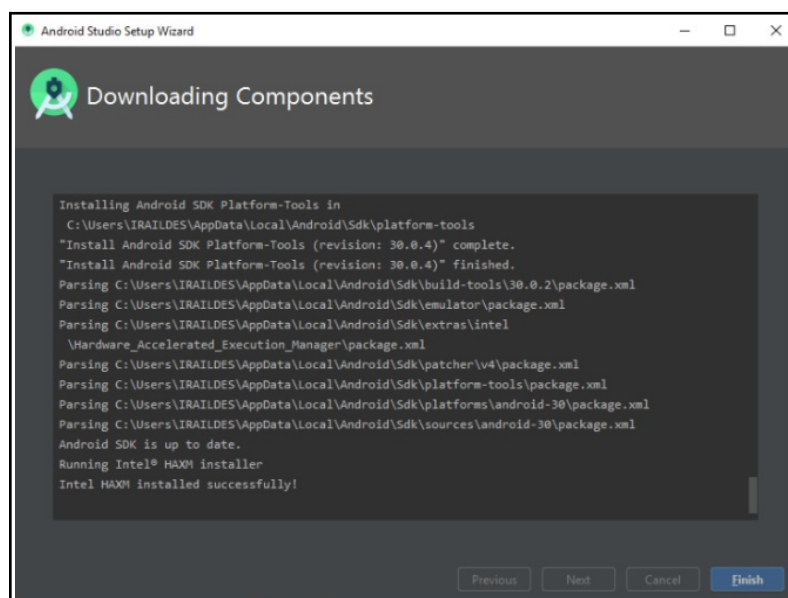 Android Studio Setup Wizard
Downloading Components
Installing Android SDK Platform-Tools in
C:\Users\IRAILDES\AppData\Local\Android\Sdk\platform-tools
"Install Android SDK Platform-Tools (revision: 30.0.4)" complete.
"Install Android SDK Platform-Tools (revision: 30.0.4)" finished.
Parsing C:\Users\IRAILDES\AppData\Local\Android\Sdk\build-tools\30.0.2\package.xml
Parsing C:\Users\IRAILDES\AppData\Local\Android\Sdk\emulator\package.xml
Parsing C:\Users\IRAILDES\AppData\Local\Android\Sdk\extras\intel
\Hardware_Accelerated_Execution_Manager\package.xml
Parsing C:\Users\IRAILDES\AppData\Local\Android\Sdk\patcher\v4\package.xml
Parsing C:\Users\IRAILDES\AppData\Local\Android\Sdk\platform-tools\package.xml
Parsing C:\Users\IRAILDES\AppData\Local\Android\Sdk\platforms\android-30\package.xml
Parsing C:\Users\IRAILDES\AppData\Local\Android\Sdk\sources\android-30\package.xml
Android SDK is up to date.
Running Intel® HAXM installer
Intel HAXM installed successfully!
Previous Next Cancel Finish